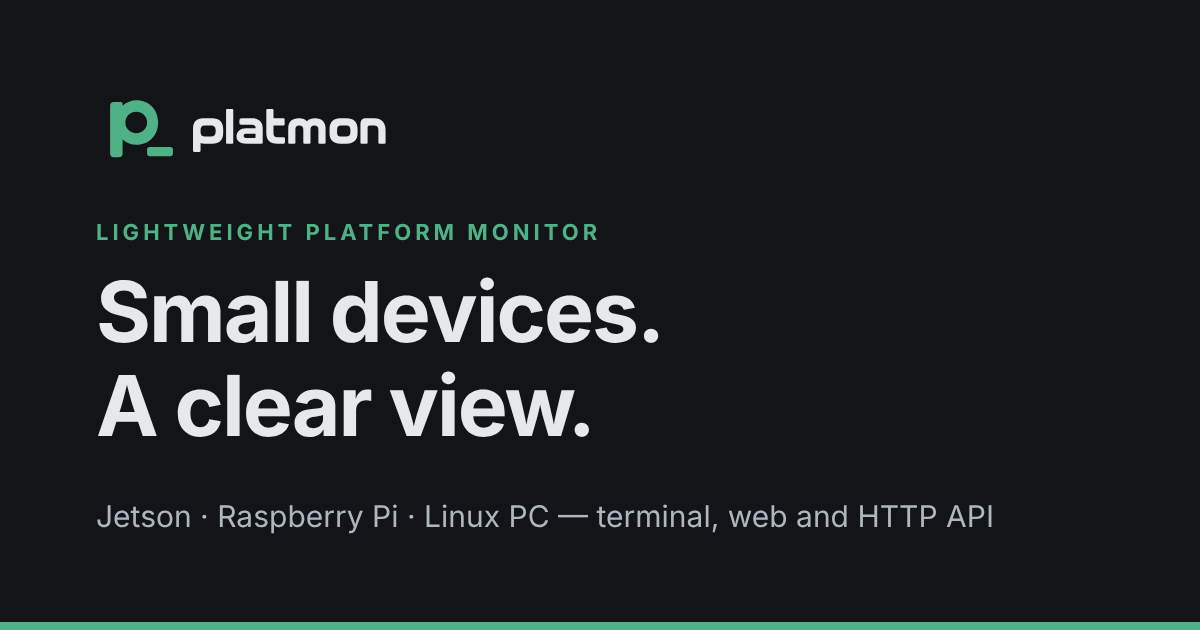 platmon
LIGHTWEIGHT PLATFORM MONITOR
Small devices.
A clear view.
Jetson · Raspberry Pi · Linux PC — terminal, web and HTTP API